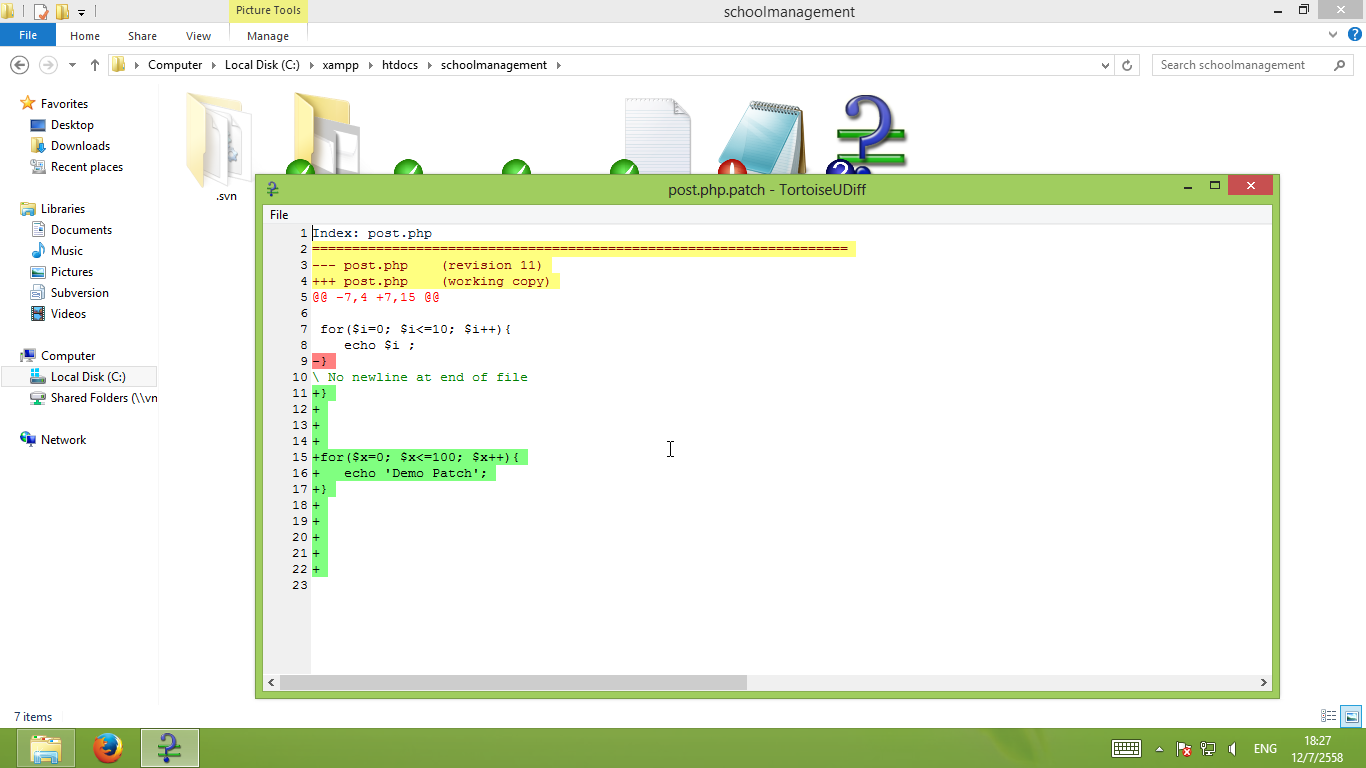 Picture Tools
schoolmanagement
File Home Share View Manage
Computer Local Disk (C:) xampp htdocs schoolmanagement
Search schoolmanagement
Favorites
Desktop
Downloads
Recent places
Libraries
Documents
Music
Pictures
Subversion
Videos
Computer
Local Disk (C:)
Shared Folders (\\vn
Network
.svn
post.php.patch - TortoiseUDiff
File
1 Index: post.php
2 ===================================================================
3 --- post.php (revision 11)
4 +++ post.php (working copy)
5 @@ -7,4 +7,15 @@
6
7 for($i=0; $i<=10; $i++){
8 echo $i ;
9 -}
10 \ No newline at end of file
11 +}
12 +
13 +
14 +
15 +for($x=0; $x<=100; $x++){
16 + echo 'Demo Patch';
17 +}
18 +
19 +
20 +
21 +
22 +
23
7 items
ENG
18:27
12/7/2558